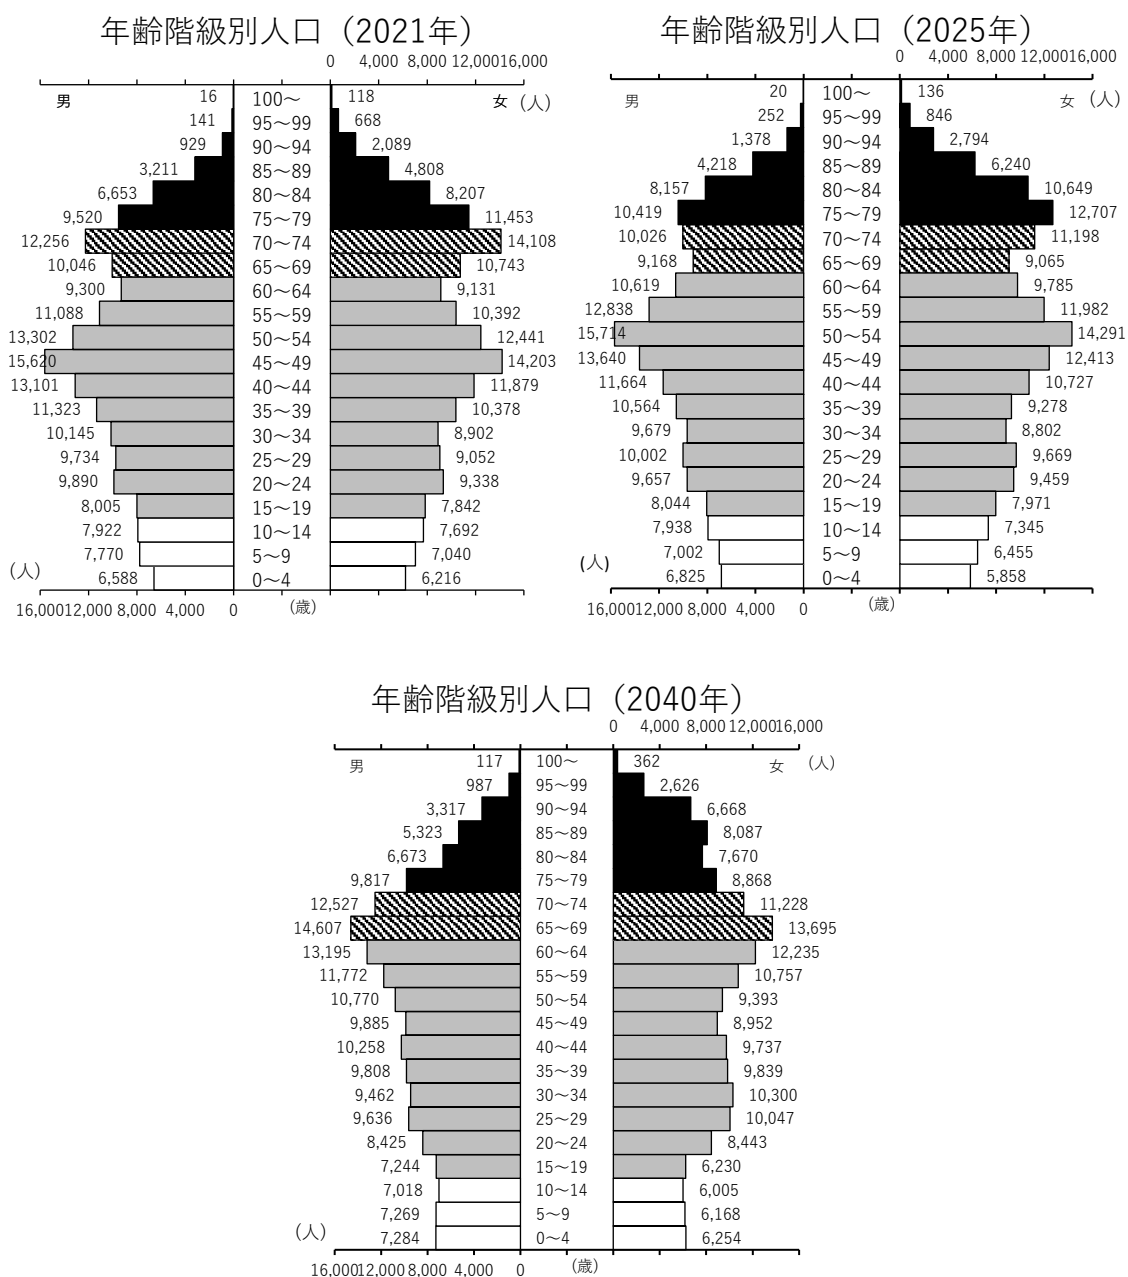 年齢階級別人口（2021年）
0 4,000 8,000 12,000 16,000
男 女 （人）
16 100～ 118
141 95～99 668
929 90～94 2,089
3,211 85～89 4,808
6,653 80～84 8,207
9,520 75～79 11,453
12,256 70～74 14,108
10,046 65～69 10,743
9,300 60～64 9,131
11,088 55～59 10,392
13,302 50～54 12,441
15,620 45～49 14,203
13,101 40～44 11,879
11,323 35～39 10,378
10,145 30～34 8,902
9,734 25～29 9,052
9,890 20～24 9,338
8,005 15～19 7,842
7,922 10～14 7,692
7,770 5～9 7,040
（人） 6,588 0～4 6,216
16,000 12,000 8,000 4,000 0 （歳）
年齢階級別人口（2025年）
0 4,000 8,000 12,000 16,000
男 女 （人）
20 100～ 136
252 95～99 846
1,378 90～94 2,794
4,218 85～89 6,240
8,157 80～84 10,649
10,419 75～79 12,707
10,026 70～74 11,198
9,168 65～69 9,065
10,619 60～64 9,785
12,838 55～59 11,982
15,714 50～54 14,291
13,640 45～49 12,413
11,664 40～44 10,727
10,564 35～39 9,278
9,679 30～34 8,802
10,002 25～29 9,669
9,657 20～24 9,459
8,044 15～19 7,971
7,938 10～14 7,345
（人） 7,002 5～9 6,455
6,825 0～4 5,858
16,000 12,000 8,000 4,000 0 （歳）
年齢階級別人口（2040年）
0 4,000 8,000 12,000 16,000
男 女 （人）
117 100～ 362
987 95～99 2,626
3,317 90～94 6,668
5,323 85～89 8,087
6,673 80～84 7,670
9,817 75～79 8,868
12,527 70～74 11,228
14,607 65～69 13,695
13,195 60～64 12,235
11,772 55～59 10,757
10,770 50～54 9,393
9,885 45～49 8,952
10,258 40～44 9,737
9,808 35～39 9,839
9,462 30～34 10,300
9,636 25～29 10,047
8,425 20～24 8,443
7,244 15～19 6,230
7,018 10～14 6,005
7,269 5～9 6,168
（人） 7,284 0～4 6,254
16,000 12,000 8,000 4,000 0 （歳）